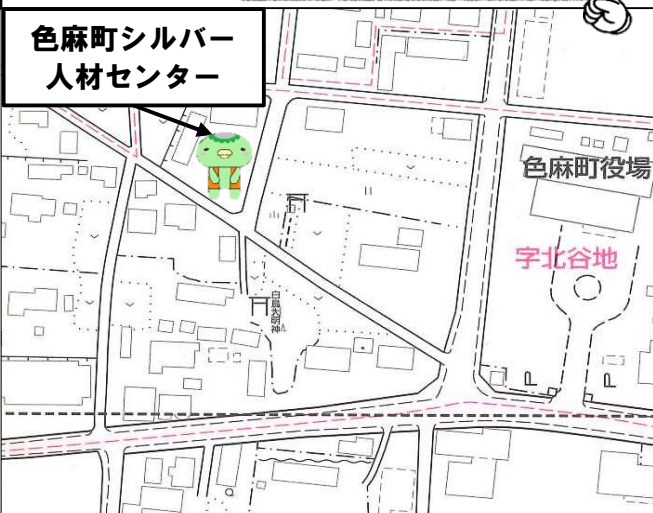 色麻町シルバー
人材センター
色麻町役場
字北谷地
白鳥大明神